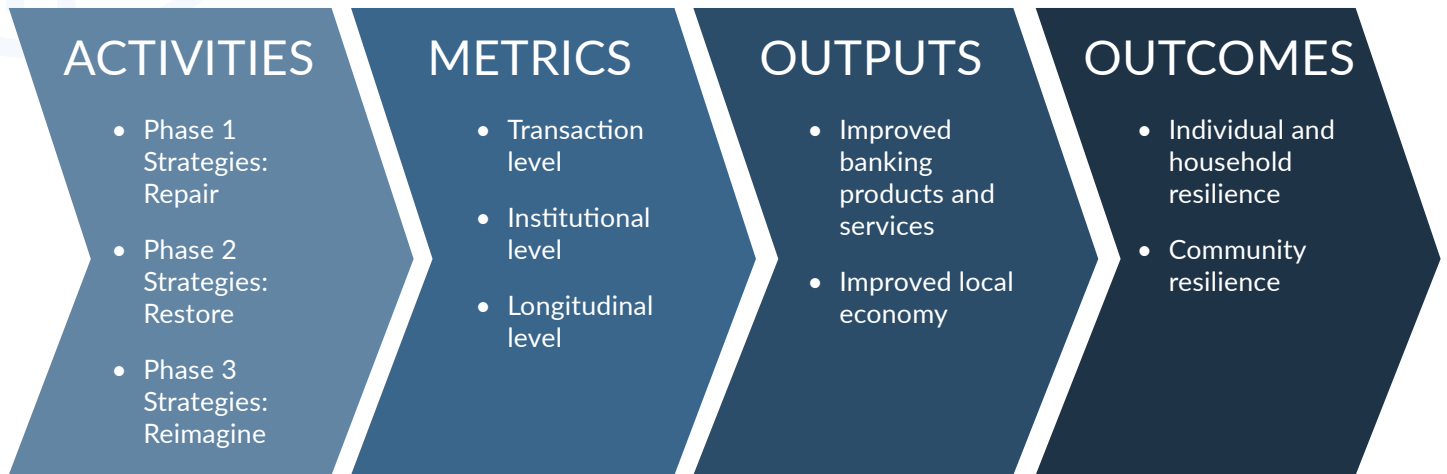 ACTIVITIES
• Phase 1
Strategies:
Repair
• Phase 2
Strategies:
Restore
• Phase 3
Strategies:
Reimagine
METRICS
• Transaction
level
• Institutional
level
• Longitudinal
level
OUTPUTS
• Improved
banking
products and
services
• Improved local
economy
OUTCOMES
• Individual and
household
resilience
• Community
resilience